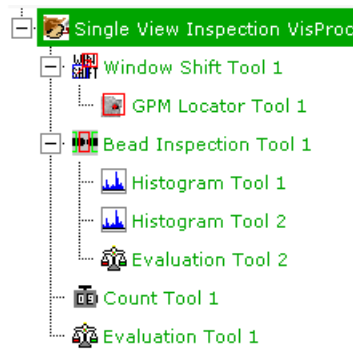 Single View Inspection VisProc
Window Shift Tool 1
GPM Locator Tool 1
Bead Inspection Tool 1
Histogram Tool 1
Histogram Tool 2
Evaluation Tool 2
Count Tool 1
Evaluation Tool 1